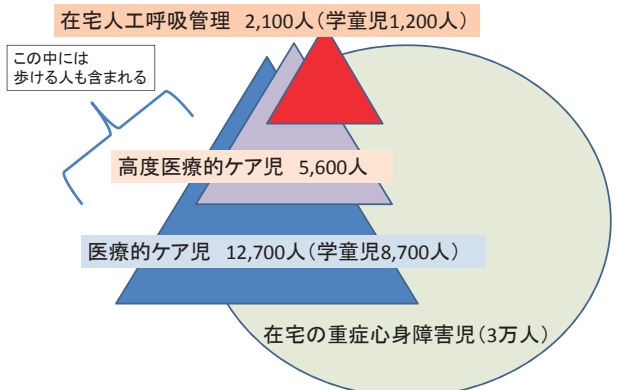 在宅人工呼吸管理 2,100人（学童児1,200人）
この中には
歩ける人も含まれる
高度医療的ケア児 5,600人
医療的ケア児 12,700人（学童児8,700人）
在宅の重症心身障害児（3万人）